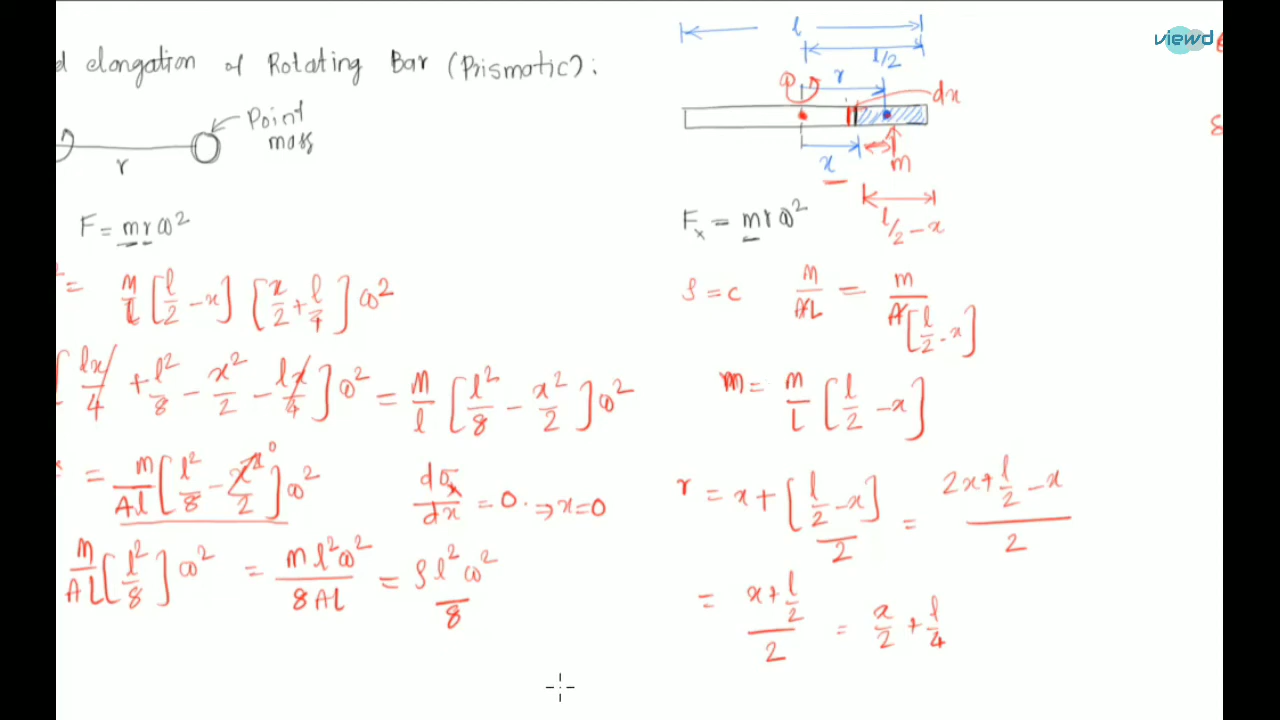 viewd
d elongation of Rotating Bar (Prismatic):
Point
mass
r
F = mrω²
= m/l [l/2 - x] [x/2 + l/4] ω²
[lx/4 + l²/8 - x²/2 - lx/4] ω² = m/l [l²/8 - x²/2] ω²
= m/Al [l²/8 - x²/2] ω²
0
dσx/dx = 0. ⇒ x = 0
m/AL [l²/8] ω² = ml²ω²/8AL = ρl²ω²/8
l
l/2
r
dx
x
m
l/2 - x
Fx = mrω²
ρ = c m/AL = m/A[l/2 - x]
m = m/L [l/2 - x]
r = x + [l/2 - x]/2 = (2x + l/2 - x)/2
= (x + l/2)/2 = x/2 + l/4